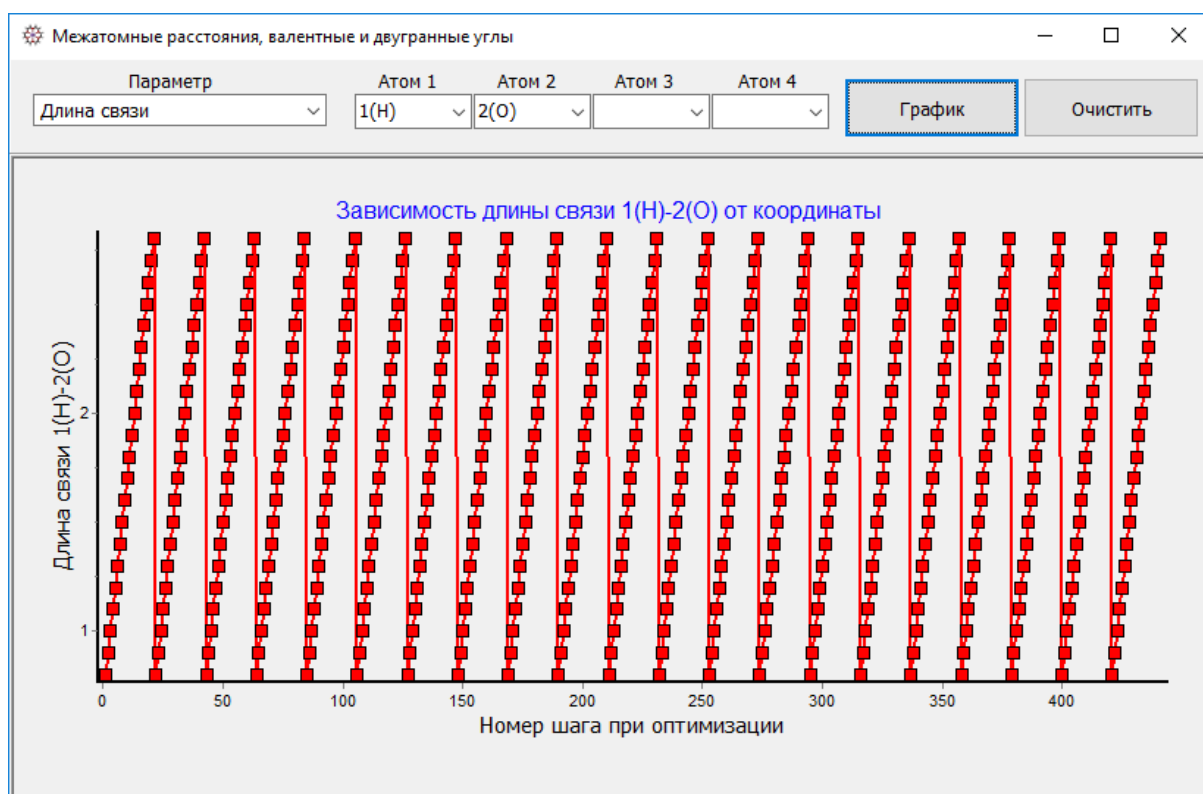 Межатомные расстояния, валентные и двугранные углы
Параметр Атом 1 Атом 2 Атом 3 Атом 4
Длина связи 1(H) 2(O) График Очистить
Зависимость длины связи 1(H)-2(O) от координаты
Длина связи 1(H)-2(O)
2
1
0 50 100 150 200 250 300 350 400
Номер шага при оптимизации